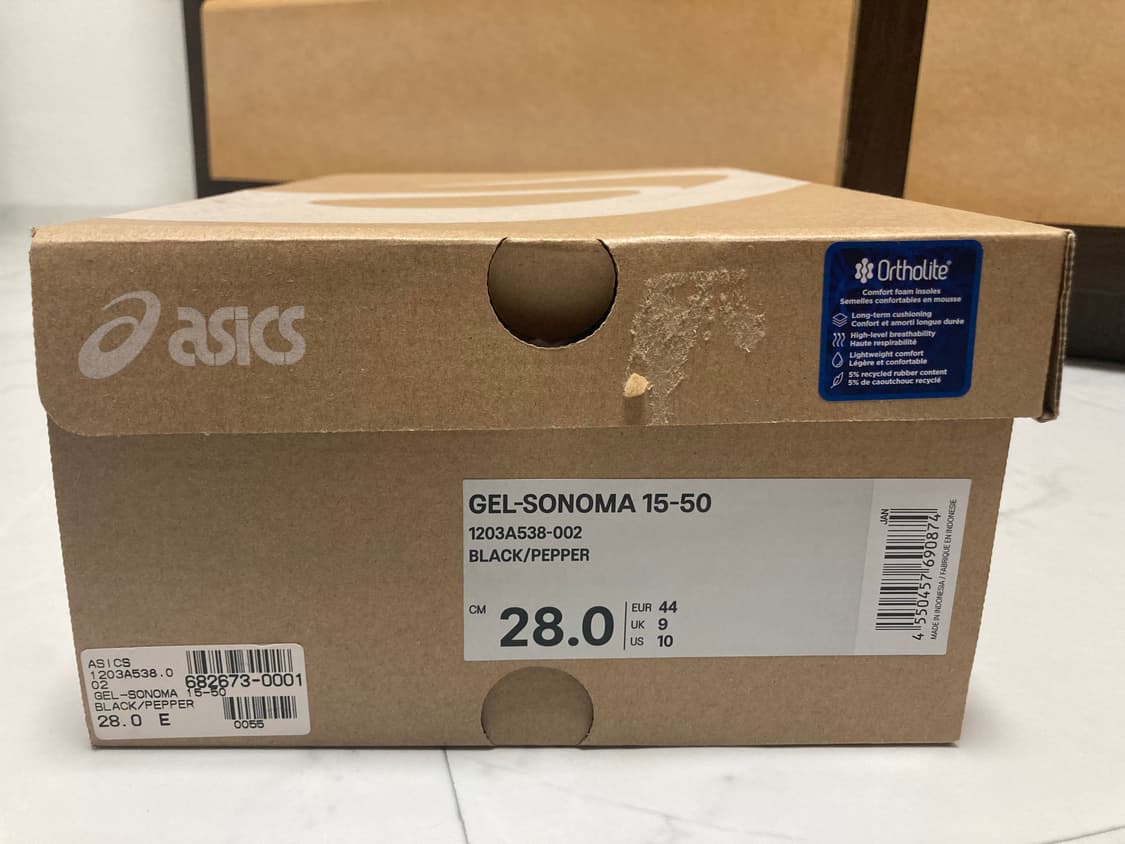 asics
OrthoLite®
Comfort foam insoles
Semelles confortables en mousse
Long-term cushioning
Confort et amorti longue durée
High-level breathability
Haute respirabilité
Lightweight comfort
Légère et confortable
5% recycled rubber content
5% de caoutchouc recyclé
GEL-SONOMA 15-50
1203A538-002
BLACK/PEPPER
CM 28.0
EUR 44
UK 9
US 10
JAN
4 550457 690874
MADE IN INDONESIA / FABRIQUE EN INDONESIE
ASICS
1203A538.0
02
682673-0001
GEL-SONOMA 15-50
BLACK/PEPPER
28.0 E
0055